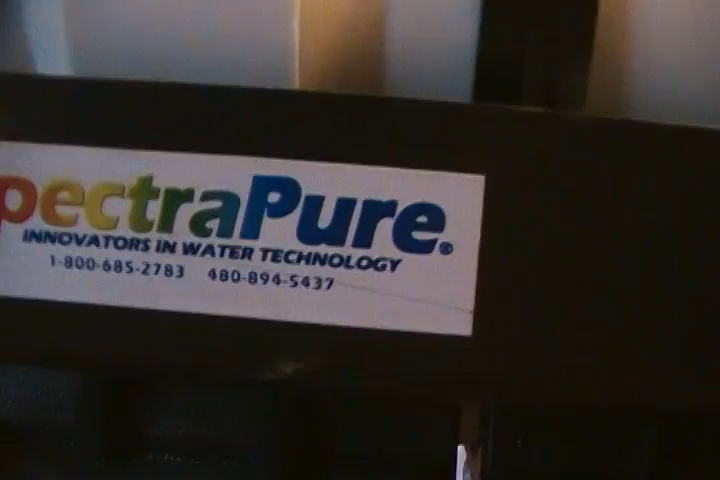 pectraPure®
INNOVATORS IN WATER TECHNOLOGY
1-800-685-2783 480-894-5437